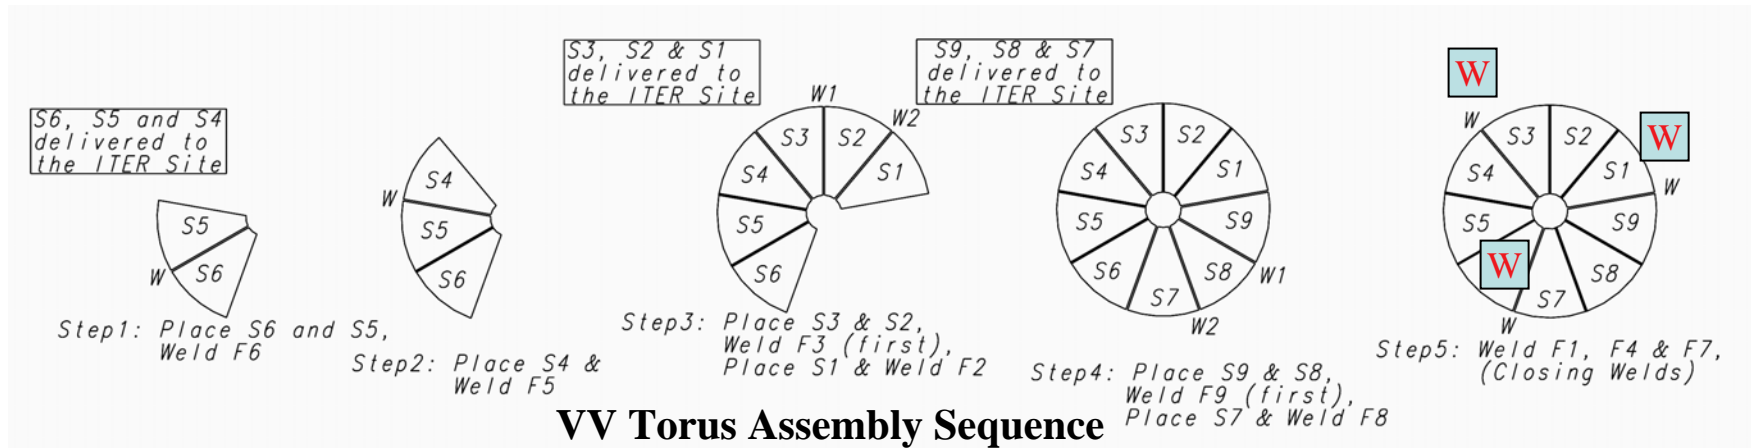 S6, S5 and S4
delivered to
the ITER Site
S5
W
S6
Step1: Place S6 and S5,
Weld F6
S4
W
S5
S6
Step2: Place S4 &
Weld F5
S3, S2 & S1
delivered to
the ITER Site
W1
W2
S3
S2
S4
S1
S5
S6
Step3: Place S3 & S2,
Weld F3 (first),
Place S1 & Weld F2
S9, S8 & S7
delivered to
the ITER Site
S3
S2
S4
S1
S5
S9
S6
S8
W1
S7
W2
Step4: Place S9 & S8,
Weld F9 (first),
Place S7 & Weld F8
W
W
W
S3
S2
S4
S1
W
S5
S9
W
S8
S7
W
Step5: Weld F1, F4 & F7,
(Closing Welds)
VV Torus Assembly Sequence